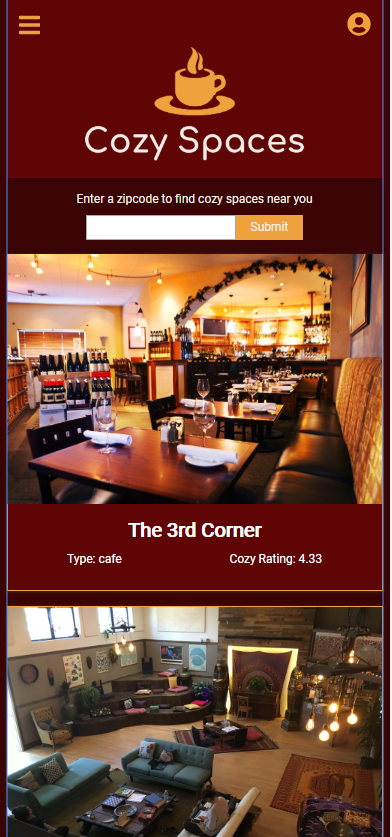 Cozy Spaces
Enter a zipcode to find cozy spaces near you
Submit
The 3rd Corner
Type: cafe
Cozy Rating: 4.33